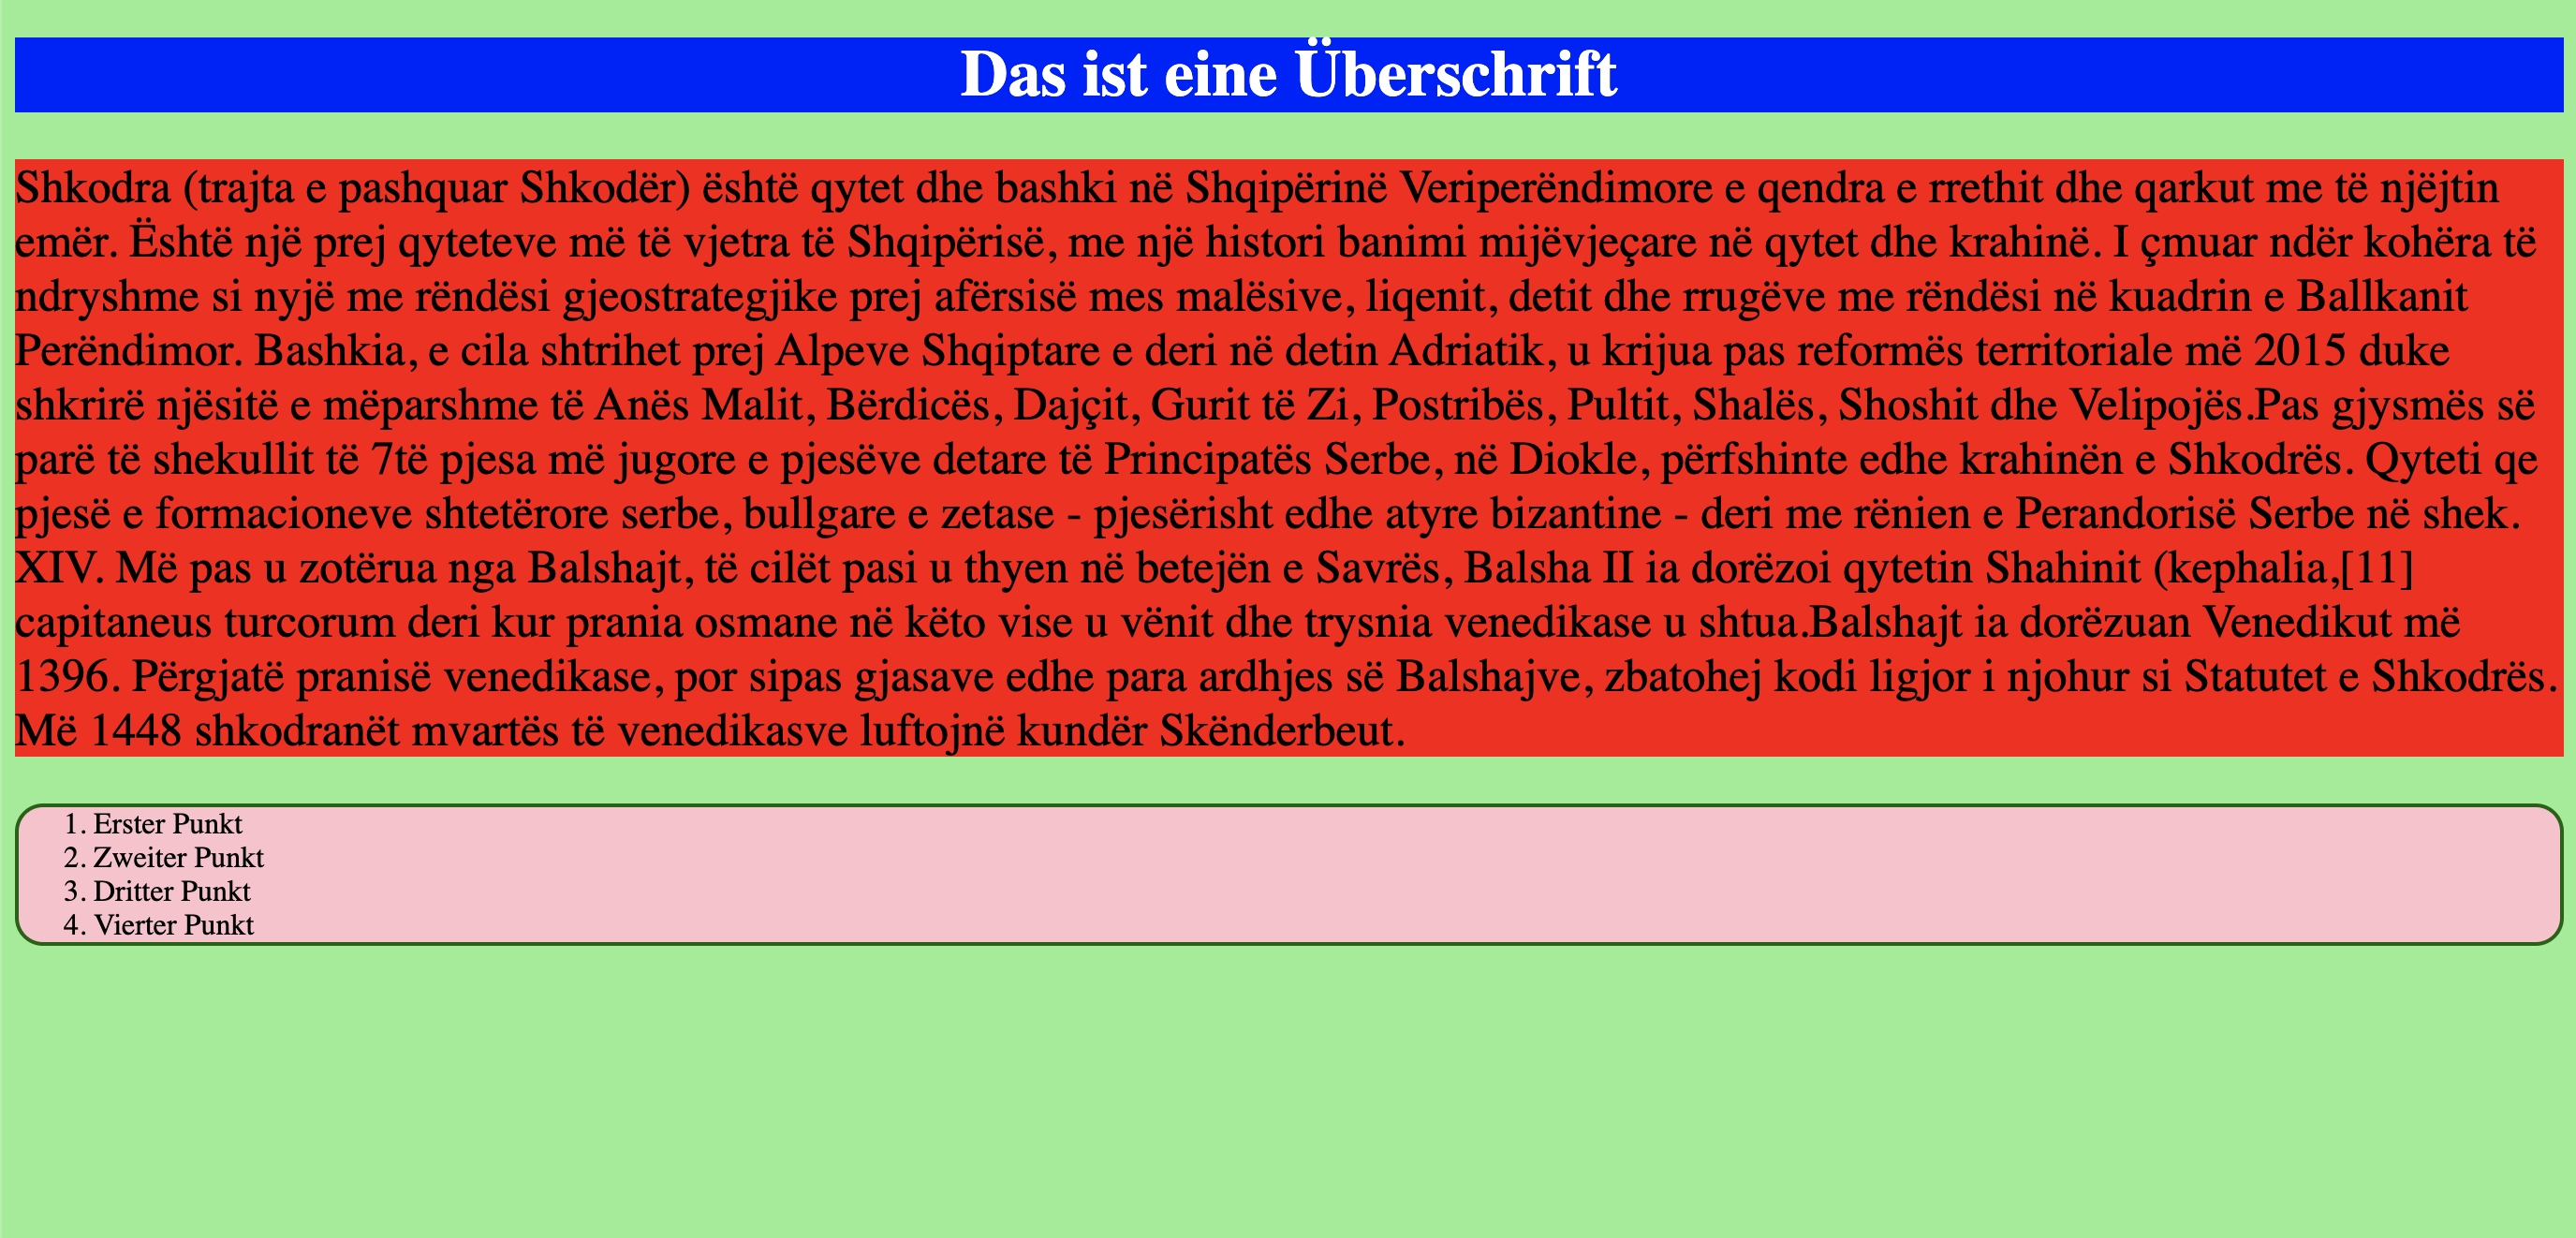 Das ist eine Überschrift
Shkodra (trajta e pashquar Shkodër) është qytet dhe bashki në Shqipërinë Veriperëndimore e qendra e rrethit dhe qarkut me të njëjtin
emër. Është një prej qyteteve më të vjetra të Shqipërisë, me një histori banimi mijëvjeçare në qytet dhe krahinë. I çmuar ndër kohëra të
ndryshme si nyjë me rëndësi gjeostrategjike prej afërsisë mes malësive, liqenit, detit dhe rrugëve me rëndësi në kuadrin e Ballkanit
Perëndimor. Bashkia, e cila shtrihet prej Alpeve Shqiptare e deri në detin Adriatik, u krijua pas reformës territoriale më 2015 duke
shkrirë njësitë e mëparshme të Anës Malit, Bërdicës, Dajçit, Gurit të Zi, Postribës, Pultit, Shalës, Shoshit dhe Velipojës.Pas gjysmës së
parë të shekullit të 7të pjesa më jugore e pjesëve detare të Principatës Serbe, në Diokle, përfshinte edhe krahinën e Shkodrës. Qyteti qe
pjesë e formacioneve shtetërore serbe, bullgare e zetase - pjesërisht edhe atyre bizantine - deri me rënien e Perandorisë Serbe në shek.
XIV. Më pas u zotërua nga Balshajt, të cilët pasi u thyen në betejën e Savrës, Balsha II ia dorëzoi qytetin Shahinit (kephalia,[11]
capitaneus turcorum deri kur prania osmane në këto vise u vënit dhe trysnia venedikase u shtua.Balshajt ia dorëzuan Venedikut më
1396. Përgjatë pranisë venedikase, por sipas gjasave edhe para ardhjes së Balshajve, zbatohej kodi ligjor i njohur si Statutet e Shkodrës.
Më 1448 shkodranët mvartës të venedikasve luftojnë kundër Skënderbeut.
1. Erster Punkt
2. Zweiter Punkt
3. Dritter Punkt
4. Vierter Punkt